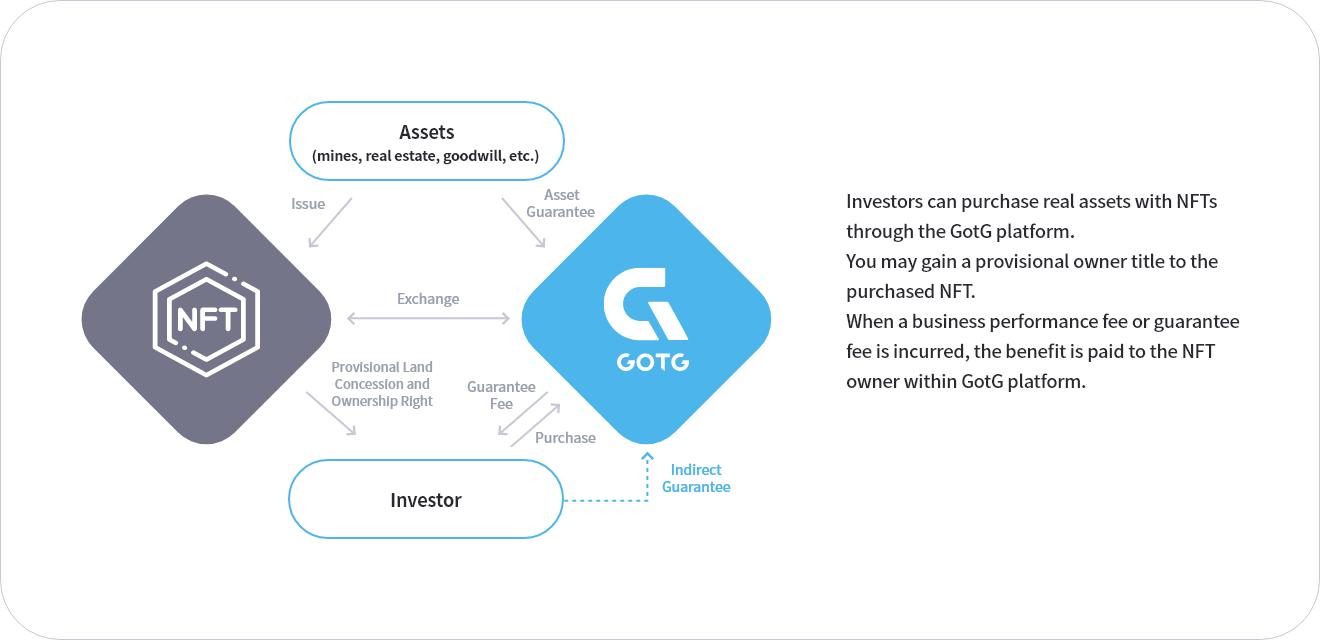 Assets
(mines, real estate, goodwill, etc.)
Issue
Asset
Guarantee
NFT
Exchange
GOTG
Provisional Land
Concession and
Ownership Right
Guarantee
Fee
Purchase
Investor
Indirect
Guarantee
Investors can purchase real assets with NFTs
through the GotG platform.
You may gain a provisional owner title to the
purchased NFT.
When a business performance fee or guarantee
fee is incurred, the benefit is paid to the NFT
owner within GotG platform.